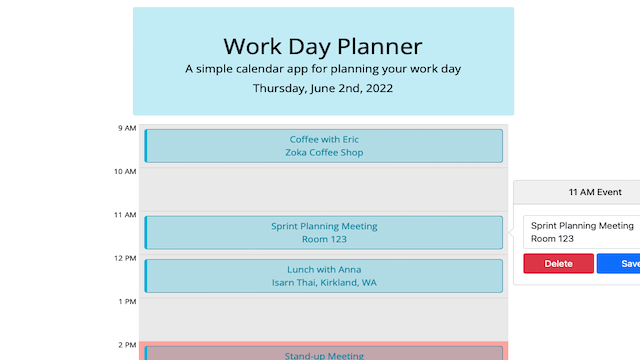 Work Day Planner
A simple calendar app for planning your work day
Thursday, June 2nd, 2022
9 AM
Coffee with Eric
Zoka Coffee Shop
10 AM
11 AM
Sprint Planning Meeting
Room 123
11 AM Event
Sprint Planning Meeting
Room 123
Delete
Save
12 PM
Lunch with Anna
Isarn Thai, Kirkland, WA
1 PM
2 PM
Stand-up Meeting